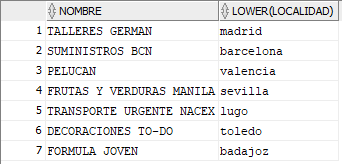 NOMBRE LOWER(LOCALIDAD)
1 TALLERES GERMAN madrid
2 SUMINISTROS BCN barcelona
3 PELUCAN valencia
4 FRUTAS Y VERDURAS MANILA sevilla
5 TRANSPORTE URGENTE NACEX lugo
6 DECORACIONES TO-DO toledo
7 FORMULA JOVEN badajoz